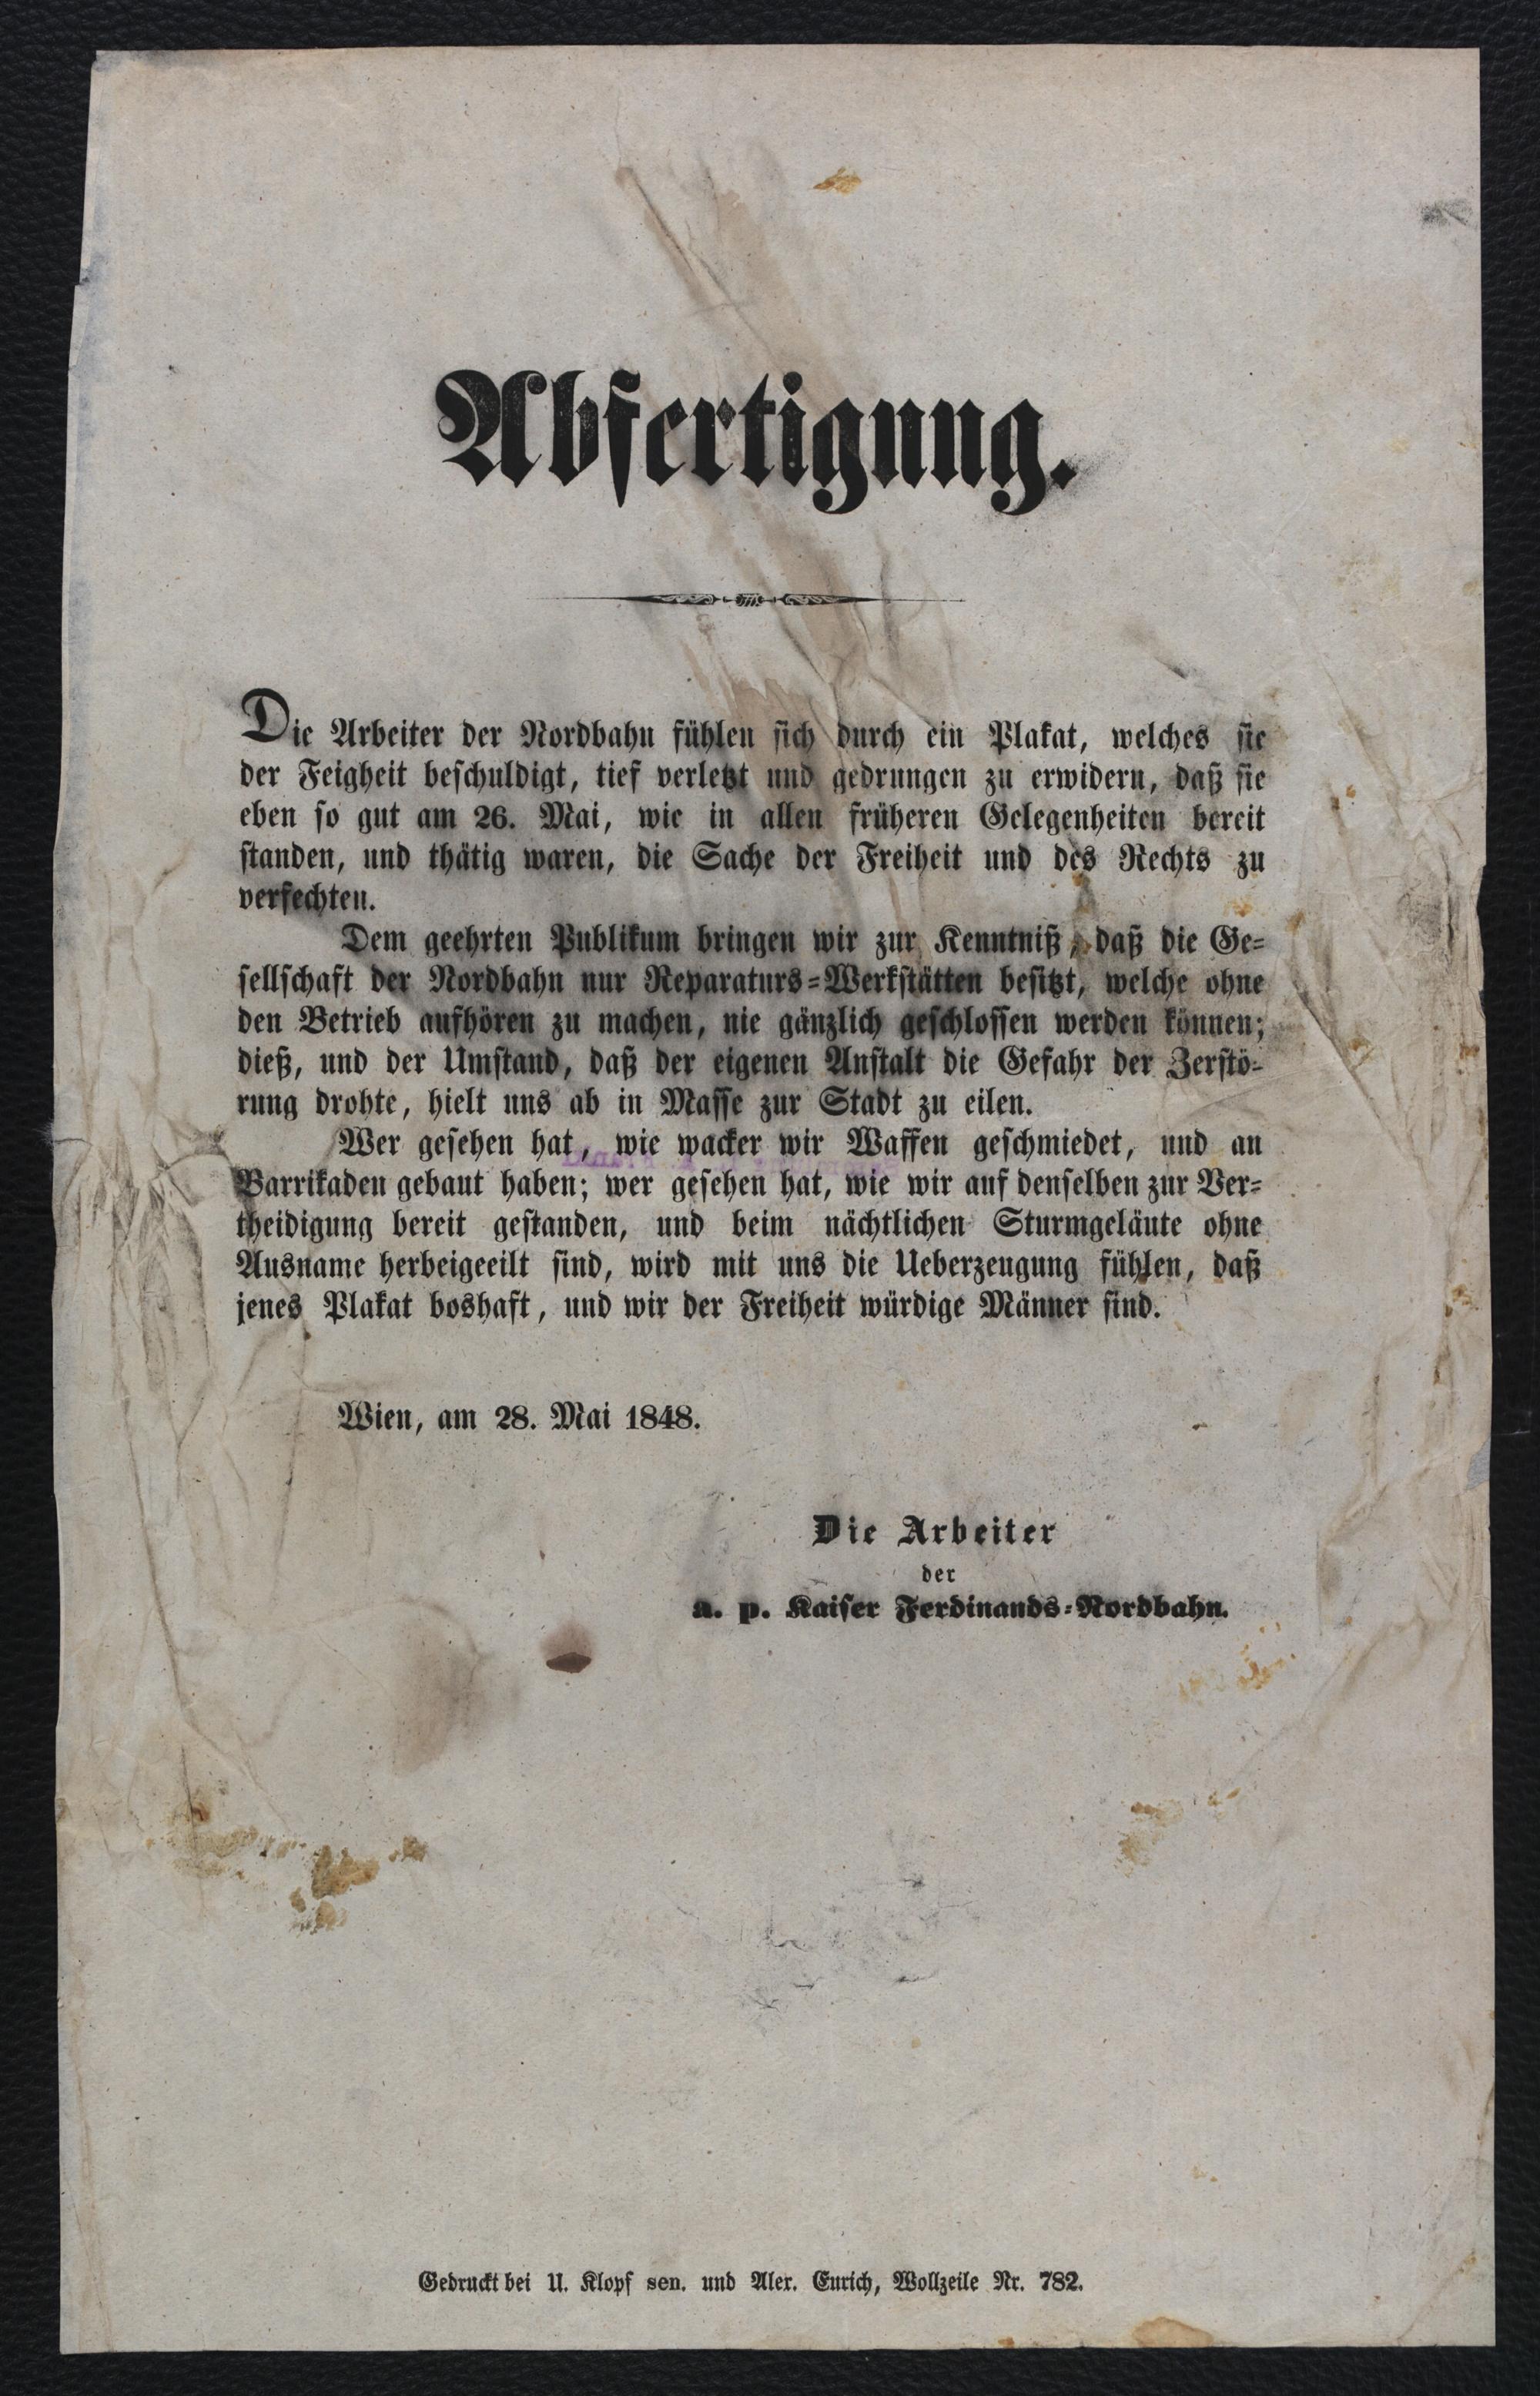 Abfertigung.
Die Arbeiter der Nordbahn fühlen sich durch ein Plakat, welches sie
der Feigheit beschuldigt, tief verletzt und gedrungen zu erwidern, daß sie
eben so gut am 26. Mai, wie in allen früheren Gelegenheiten bereit
standen, und thätig waren, die Sache der Freiheit und des Rechts zu
verfechten.
Dem geehrten Publikum bringen wir zur Kenntniß, daß die Ge-
sellschaft der Nordbahn nur Reparaturs-Werkstätten besitzt, welche ohne
den Betrieb aufhören zu machen, nie gänzlich geschlossen werden können;
dieß, und der Umstand, daß der eigenen Anstalt die Gefahr der Zerstö-
rung drohte, hielt uns ab in Masse zur Stadt zu eilen.
Wer gesehen hat, wie wacker wir Waffen geschmiedet, und an
Barrikaden gebaut haben; wer gesehen hat, wie wir auf denselben zur Ver-
theidigung bereit gestanden, und beim nächtlichen Sturmgeläute ohne
Ausname herbeigeeilt sind, wird mit uns die Ueberzeugung fühlen, daß
jenes Plakat boshaft, und wir der Freiheit würdige Männer sind.
Wien, am 28. Mai 1848.
Die Arbeiter
der
a. p. Kaiser Ferdinands-Nordbahn.
Gedruckt bei U. Klopf sen. und Alex. Eurich, Wollzeile Nr. 782.